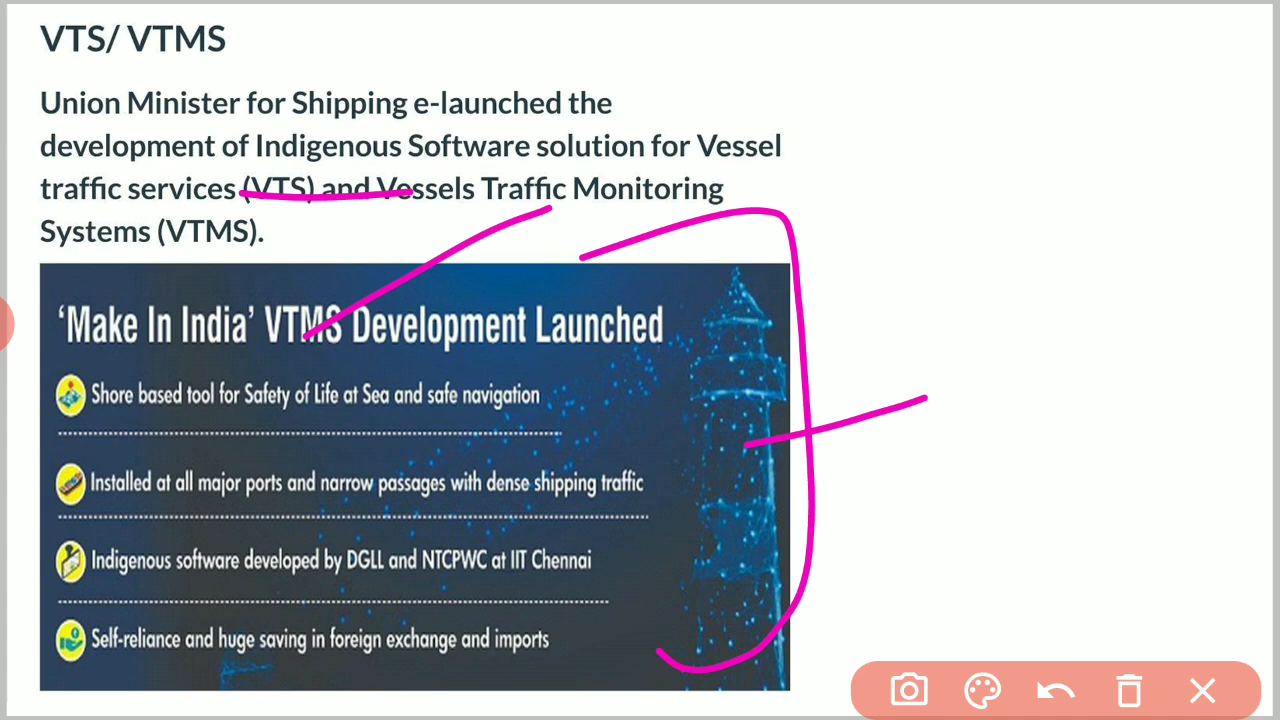 VTS/ VTMS
Union Minister for Shipping e-launched the
development of Indigenous Software solution for Vessel
traffic services (VTS) and Vessels Traffic Monitoring
Systems (VTMS).
‘Make In India’ VTMS Development Launched
Shore based tool for Safety of Life at Sea and safe navigation
Installed at all major ports and narrow passages with dense shipping traffic
Indigenous software developed by DGLL and NTCPWC at IIT Chennai
Self-reliance and huge saving in foreign exchange and imports